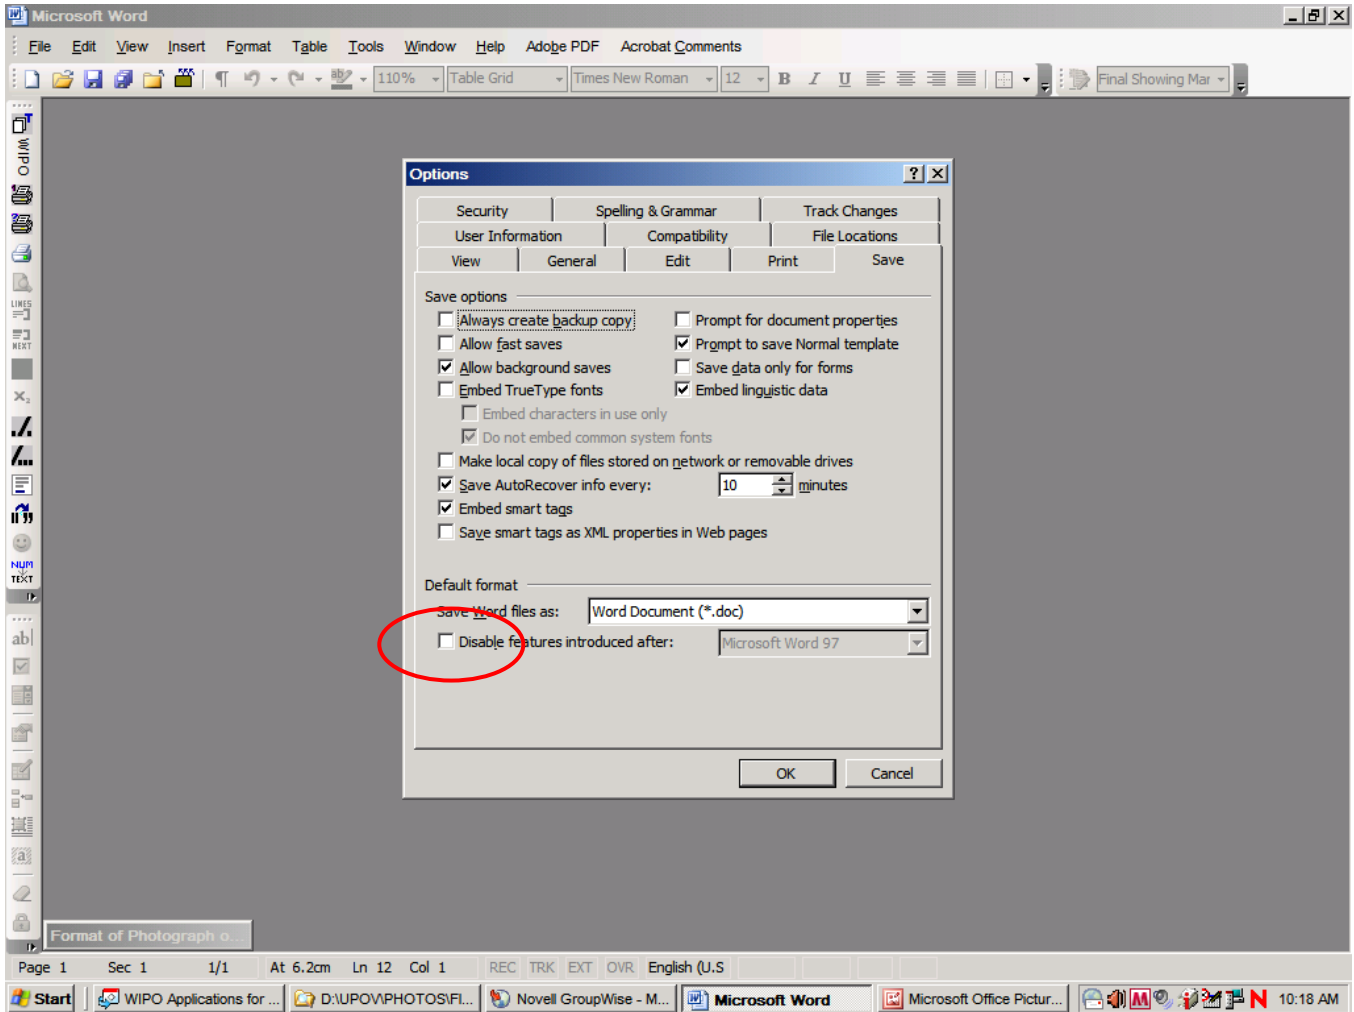 Microsoft Word
File Edit View Insert Format Table Tools Window Help Adobe PDF Acrobat Comments
110% Table Grid Times New Roman 12 B I U Final Showing Mar
WIPO
LINES
NEXT
X₂
NUM
TEXT
ab
a
Options
Security Spelling & Grammar Track Changes
User Information Compatibility File Locations
View General Edit Print Save
Save options
Always create backup copy Prompt for document properties
Allow fast saves Prompt to save Normal template
Allow background saves Save data only for forms
Embed TrueType fonts Embed linguistic data
Embed characters in use only
Do not embed common system fonts
Make local copy of files stored on network or removable drives
Save AutoRecover info every: 10 minutes
Embed smart tags
Save smart tags as XML properties in Web pages
Default format
Save Word files as: Word Document (*.doc)
Disable features introduced after: Microsoft Word 97
OK Cancel
Format of Photograph o...
Page 1 Sec 1 1/1 At 6.2cm Ln 12 Col 1 REC TRK EXT OVR English (U.S
Start WIPO Applications for ... D:\UPOV\PHOTOS\FI... Novell GroupWise - M... Microsoft Word Microsoft Office Pictur... M N 10:18 AM